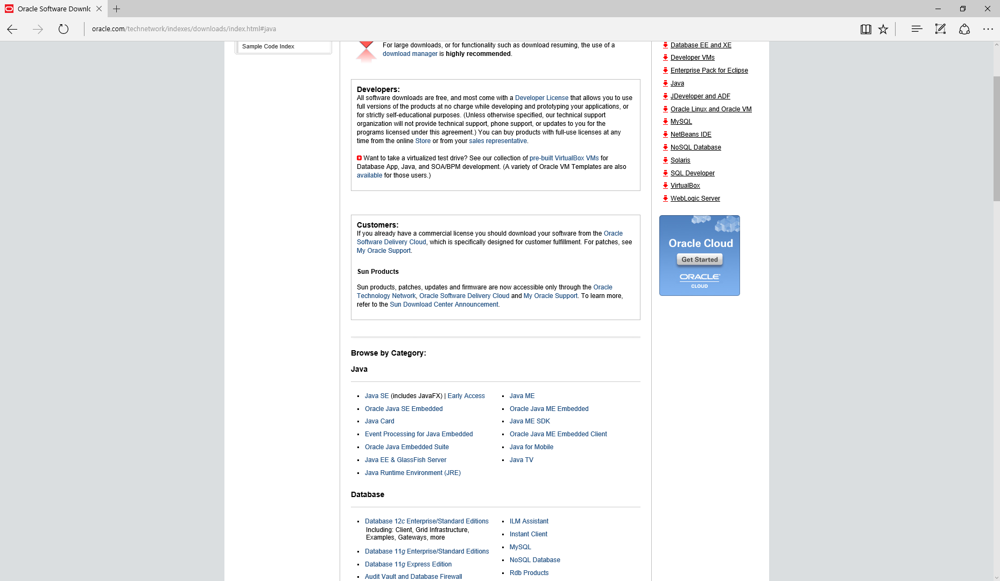 Oracle Software Downlo
oracle.com/technetwork/indexes/downloads/index.html#java
Sample Code Index
For large downloads, or for functionality such as download resuming, the use of a
download manager is highly recommended.
Developers:
All software downloads are free, and most come with a Developer License that allows you to use
full versions of the products at no charge while developing and prototyping your applications, or
for strictly self-educational purposes. (Unless otherwise specified, our technical support
organization will not provide technical support, phone support, or updates to you for the
programs licensed under this agreement.) You can buy products with full-use licenses at any
time from the online Store or from your sales representative.
Want to take a virtualized test drive? See our collection of pre-built VirtualBox VMs for
Database App, Java, and SOA/BPM development. (A variety of Oracle VM Templates are also
available for those users.)
Customers:
If you already have a commercial license you should download your software from the Oracle
Software Delivery Cloud, which is specifically designed for customer fulfillment. For patches, see
My Oracle Support.
Sun Products
Sun products, patches, updates and firmware are now accessible only through the Oracle
Technology Network, Oracle Software Delivery Cloud and My Oracle Support. To learn more,
refer to the Sun Download Center Announcement.
Browse by Category:
Java
Java SE (includes JavaFX) | Early Access
Oracle Java SE Embedded
Java Card
Event Processing for Java Embedded
Oracle Java Embedded Suite
Java EE & GlassFish Server
Java Runtime Environment (JRE)
Java ME
Oracle Java ME Embedded
Java ME SDK
Oracle Java ME Embedded Client
Java for Mobile
Java TV
Database
Database 12c Enterprise/Standard Editions
Including: Client, Grid Infrastructure,
Examples, Gateways, more
Database 11g Enterprise/Standard Editions
Database 11g Express Edition
Audit Vault and Database Firewall
ILM Assistant
Instant Client
MySQL
NoSQL Database
Rdb Products
Database EE and XE
Developer VMs
Enterprise Pack for Eclipse
Java
JDeveloper and ADF
Oracle Linux and Oracle VM
MySQL
NetBeans IDE
NoSQL Database
Solaris
SQL Developer
VirtualBox
WebLogic Server
Oracle Cloud
Get Started
ORACLE
CLOUD